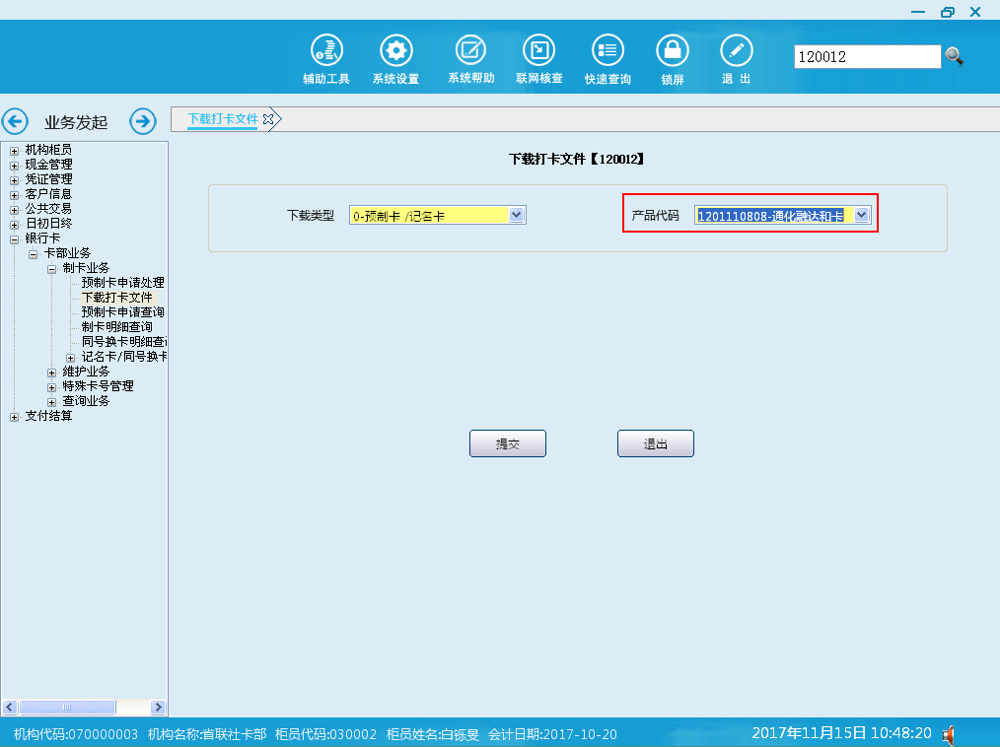 辅助工具 系统设置 系统帮助 联网核查 快速查询 锁屏 退 出 120012
业务发起 下载打卡文件
下载打卡文件【120012】
下载类型 0-预制卡 /记名卡 产品代码 1201110808-通化融达和卡
机构柜员
现金管理
凭证管理
客户信息
公共交易
日初日终
银行卡
卡部业务
制卡业务
预制卡申请处理
下载打卡文件
预制卡申请查询
制卡明细查询
同号换卡明细查询
记名卡/同号换卡
维护业务
特殊卡号管理
查询业务
支付结算
提交 退出
机构代码:070000003 机构名称:省联社卡部 柜员代码:030002 柜员姓名:白铄旻 会计日期:2017-10-20 2017年11月15日 10:48:20